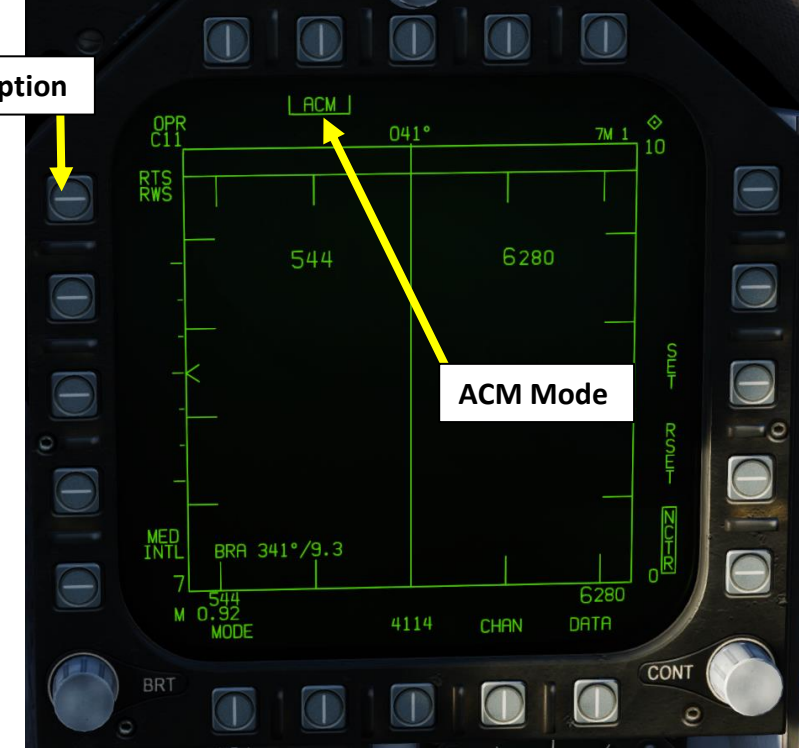 ption
ACM
OPR
C11
041°
7M 1
10
RTS
RWS
544
6280
ACM Mode
SET
RSET
NCTR
MED
INTL
BRA 341°/9.3
7
0
544
6280
M 0.92
MODE
4114
CHAN
DATA
BRT
CONT